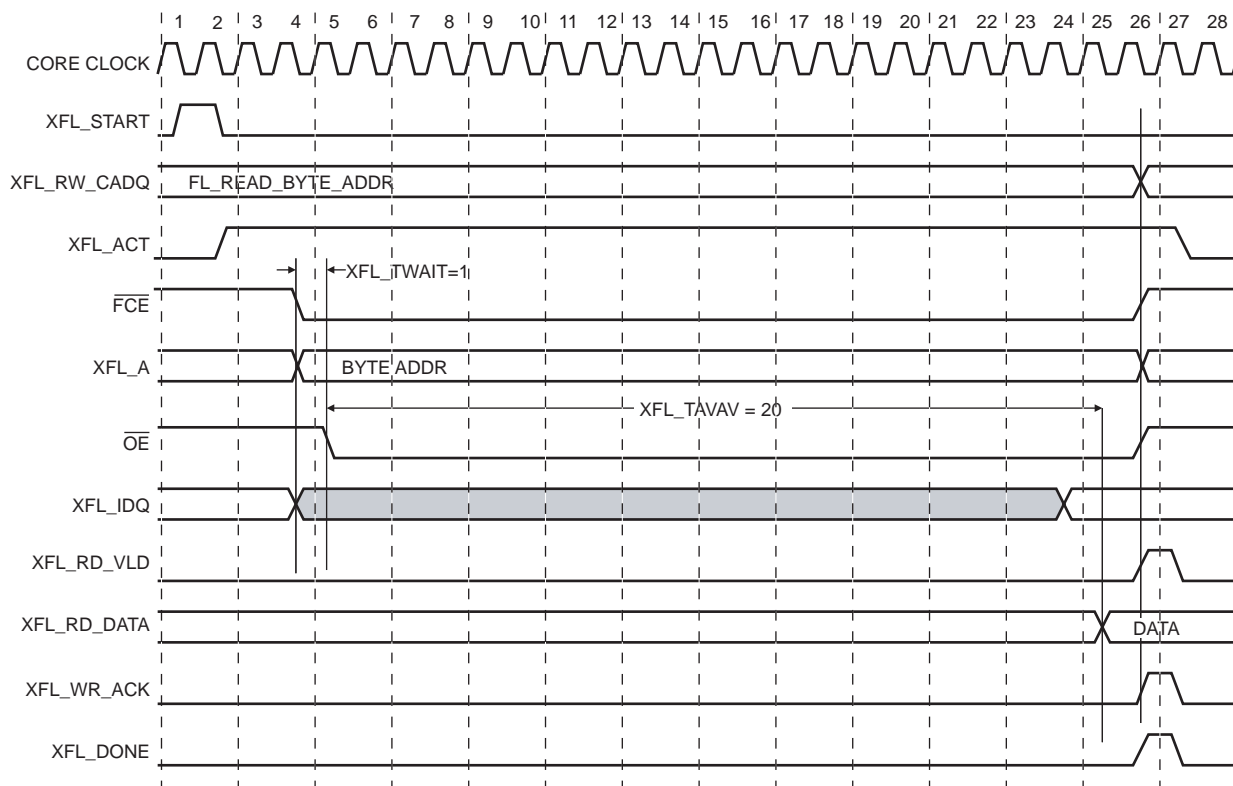 1 2 3 4 5 6 7 8 9 10 11 12 13 14 15 16 17 18 19 20 21 22 23 24 25 26 27 28
CORE CLOCK
XFL_START
XFL_RW_CADQ FL_READ_BYTE_ADDR
XFL_ACT
XFL_TWAIT=1
FCE
XFL_A BYTE ADDR
XFL_TAVAV = 20
OE
XFL_IDQ
XFL_RD_VLD
XFL_RD_DATA DATA
XFL_WR_ACK
XFL_DONE